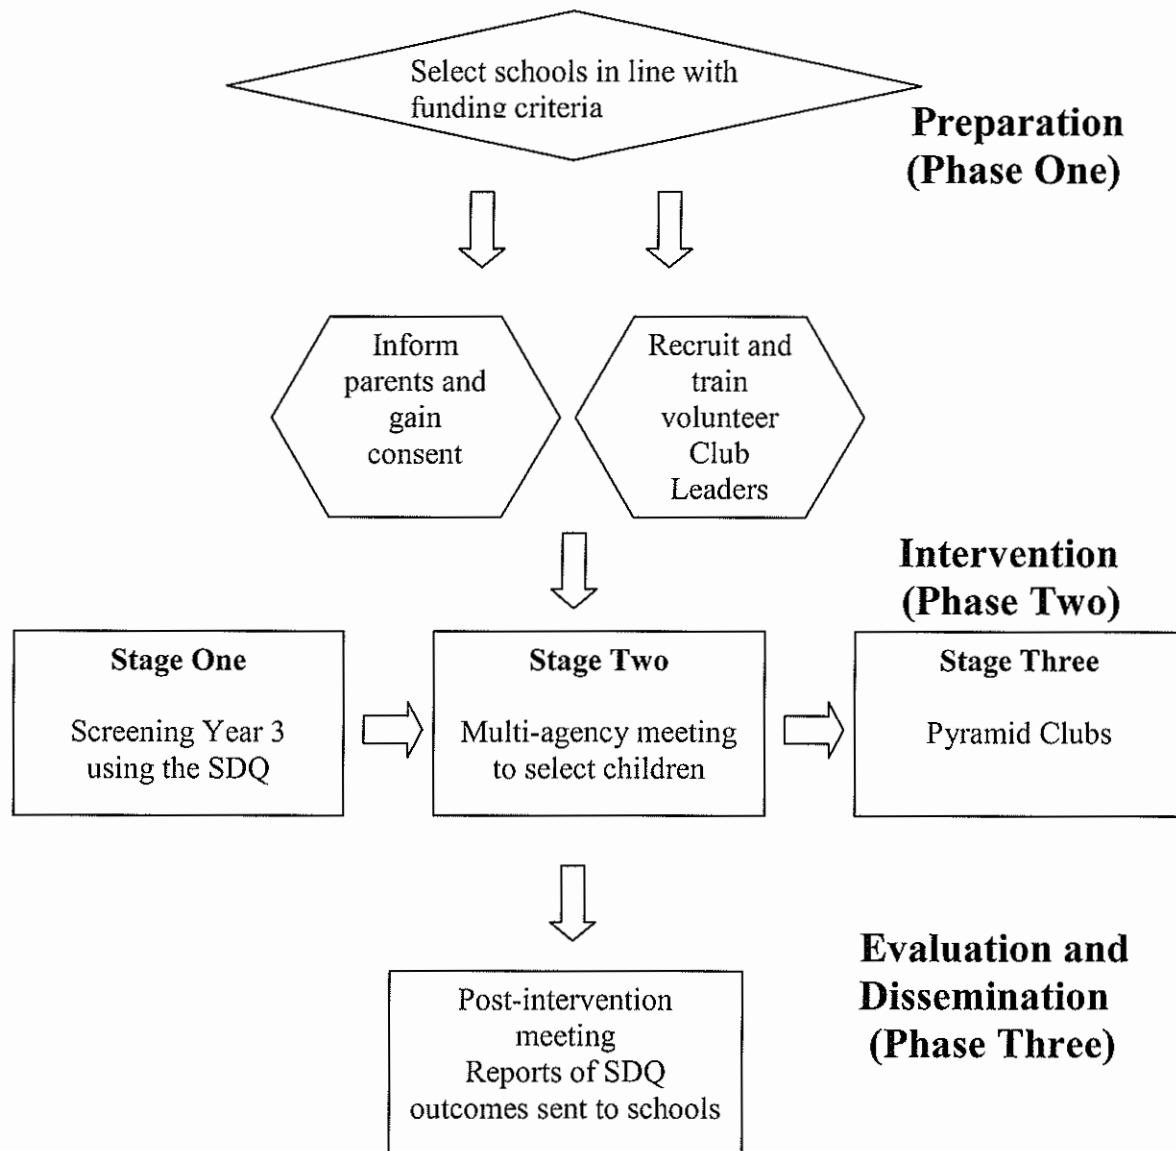 Select schools in line with
funding criteria
Preparation
(Phase One)
Inform
parents and
gain
consent
Recruit and
train
volunteer
Club
Leaders
Intervention
(Phase Two)
Stage One
Screening Year 3
using the SDQ
Stage Two
Multi-agency meeting
to select children
Stage Three
Pyramid Clubs
Evaluation and
Dissemination
(Phase Three)
Post-intervention
meeting
Reports of SDQ
outcomes sent to schools